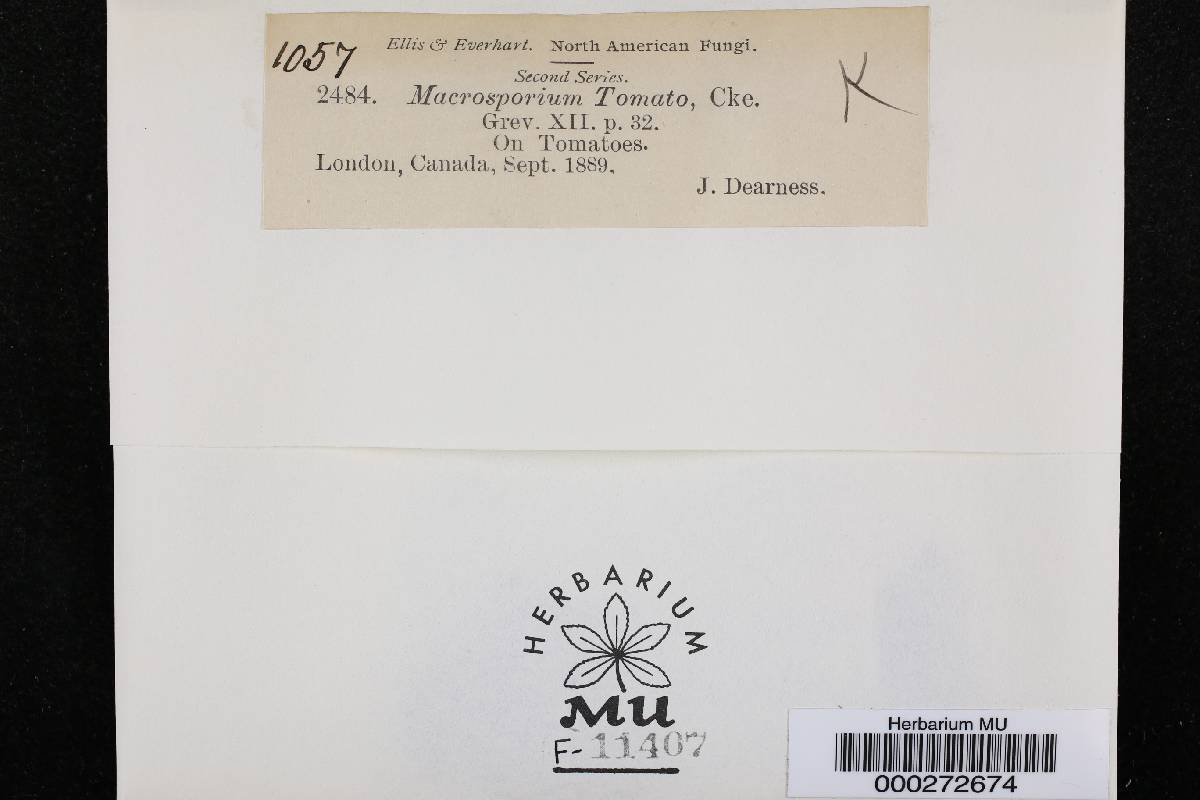 1057
Ellis & Everhart. North American Fungi.
Second Series.
2484. Macrosporium Tomato, Cke.
Grev. XII. p. 32.
On Tomatoes.
London, Canada, Sept. 1889.
J. Dearness.
K
HERBARIUM
MU
F-11407
Herbarium MU
000272674